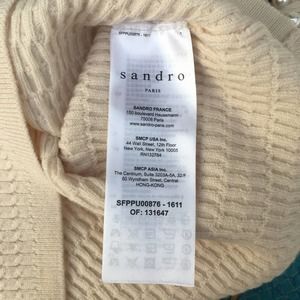 SFPPU00876 - 1611
sandro
PARIS
SANDRO FRANCE
150 boulevard Haussmann
75008 Paris
www.sandro-paris.com
SMCP USA Inc.
44 Wall Street, 12th Floor
New York, New York 10005
RN132784
SMCP ASIA Inc.
The Centrium, Suite 3203A-5A, 32/F
60 Wyndham Street, Central
HONG-KONG
SFPPU00876 - 1611
OF: 131647